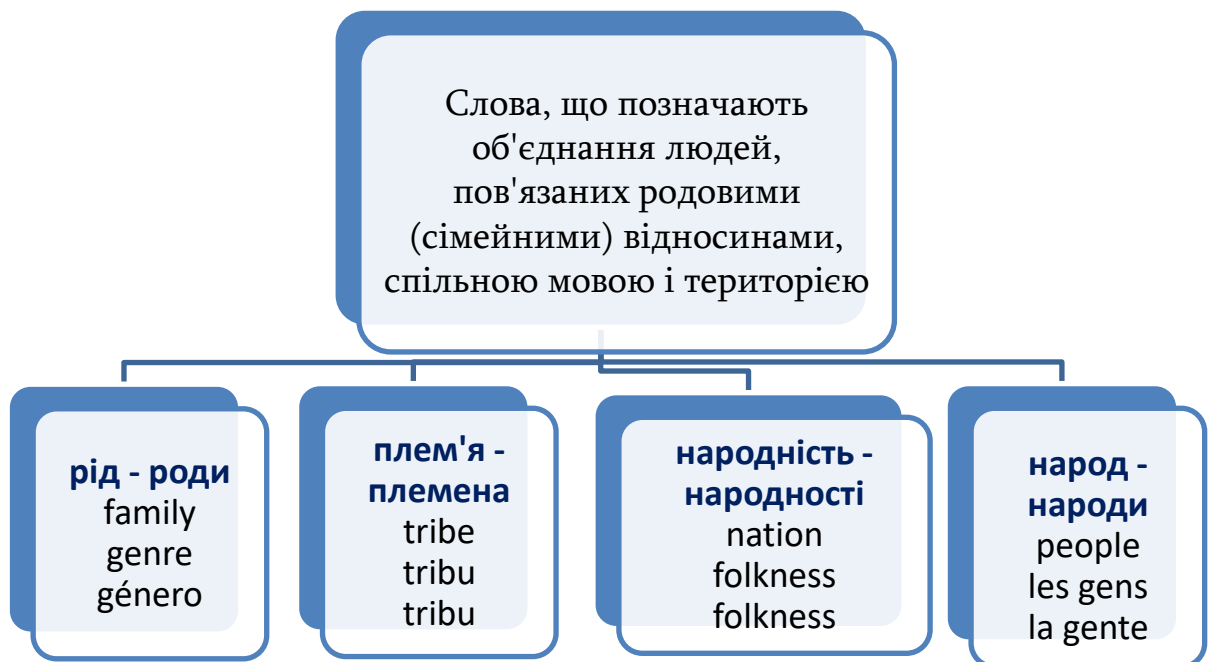 Слова, що позначають
об'єднання людей,
пов'язаних родовими
(сімейними) відносинами,
спільною мовою і територією
рід - роди
family
genre
género
плем'я -
племена
tribe
tribu
tribu
народність -
народності
nation
folkness
folkness
народ -
народи
people
les gens
la gente